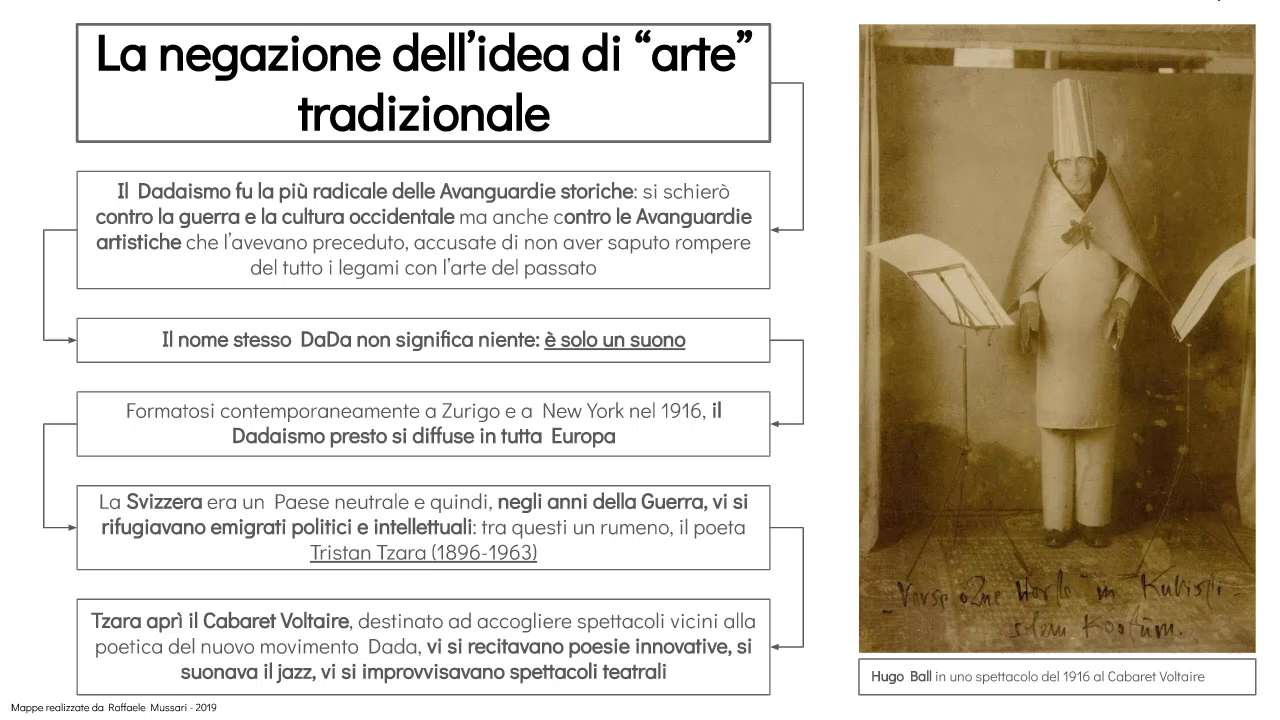 La negazione dell’idea di “arte”
tradizionale
Il Dadaismo fu la più radicale delle Avanguardie storiche: si schierò
contro la guerra e la cultura occidentale ma anche contro le Avanguardie
artistiche che l’avevano preceduto, accusate di non aver saputo rompere
del tutto i legami con l’arte del passato
Il nome stesso DaDa non significa niente: è solo un suono
Formatosi contemporaneamente a Zurigo e a New York nel 1916, il
Dadaismo presto si diffuse in tutta Europa
La Svizzera era un Paese neutrale e quindi, negli anni della Guerra, vi si
rifugiavano emigrati politici e intellettuali: tra questi un rumeno, il poeta
Tristan Tzara (1896-1963)
Tzara aprì il Cabaret Voltaire, destinato ad accogliere spettacoli vicini alla
poetica del nuovo movimento Dada, vi si recitavano poesie innovative, si
suonava il jazz, vi si improvvisavano spettacoli teatrali
Verse in Kubisti-
Hugo Ball in uno spettacolo del 1916 al Cabaret Voltaire
Mappe realizzate da Raffaele Mussari - 2019